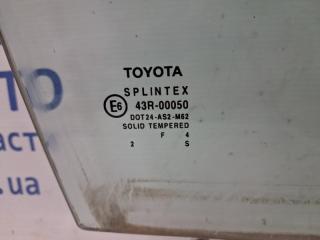 TOYOTA
SPLINTEX
E6 43R-00050
DOT24-AS2-M62
SOLID TEMPERED
F 4
2 S